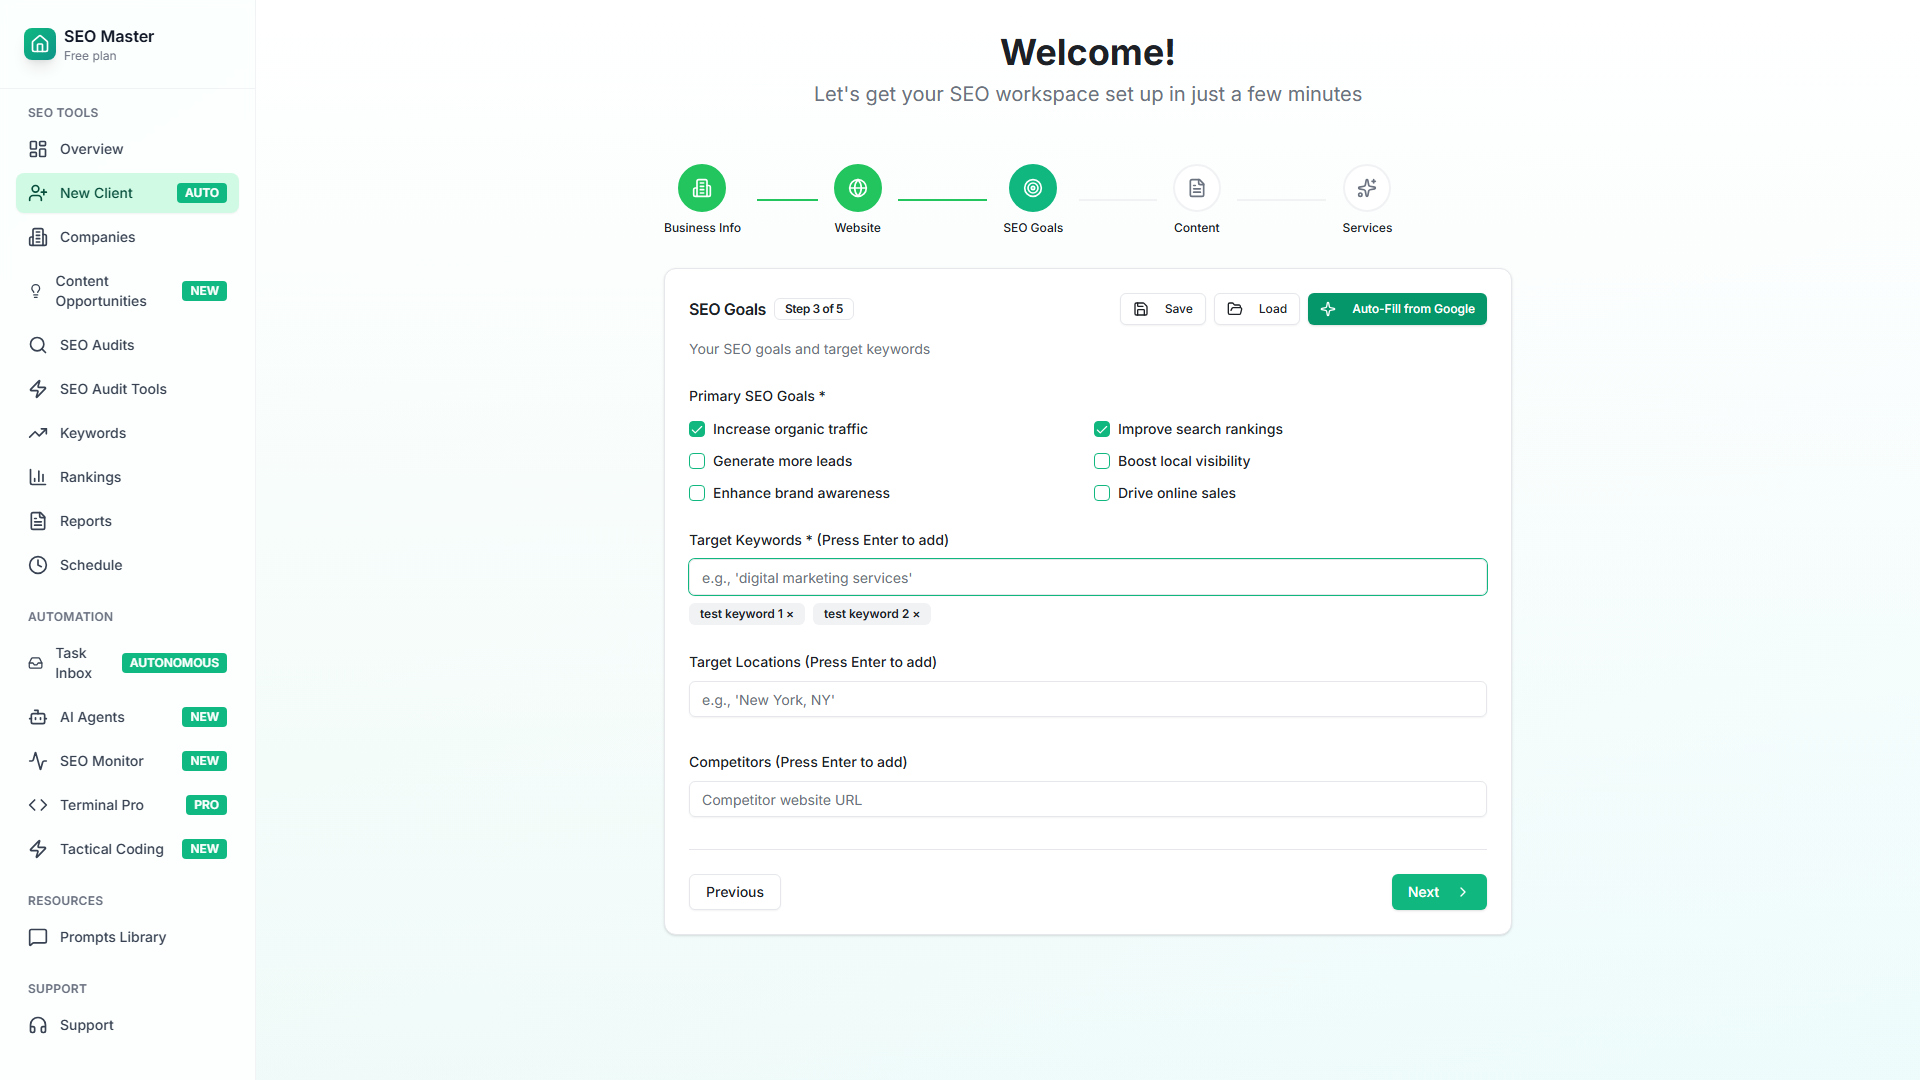 SEO Master
Free plan
SEO TOOLS
Overview
New Client AUTO
Companies
Content
Opportunities
NEW
SEO Audits
SEO Audit Tools
Keywords
Rankings
Reports
Schedule
AUTOMATION
Task
Inbox
AUTONOMOUS
AI Agents NEW
SEO Monitor NEW
Terminal Pro PRO
Tactical Coding NEW
RESOURCES
Prompts Library
SUPPORT
Support
Welcome!
Let's get your SEO workspace set up in just a few minutes
Business Info Website SEO Goals Content Services
SEO Goals Step 3 of 5 Save Load Auto-Fill from Google
Your SEO goals and target keywords
Primary SEO Goals *
Increase organic traffic Improve search rankings
Generate more leads Boost local visibility
Enhance brand awareness Drive online sales
Target Keywords * (Press Enter to add)
e.g., 'digital marketing services'
test keyword 1 × test keyword 2 ×
Target Locations (Press Enter to add)
e.g., 'New York, NY'
Competitors (Press Enter to add)
Competitor website URL
Previous Next